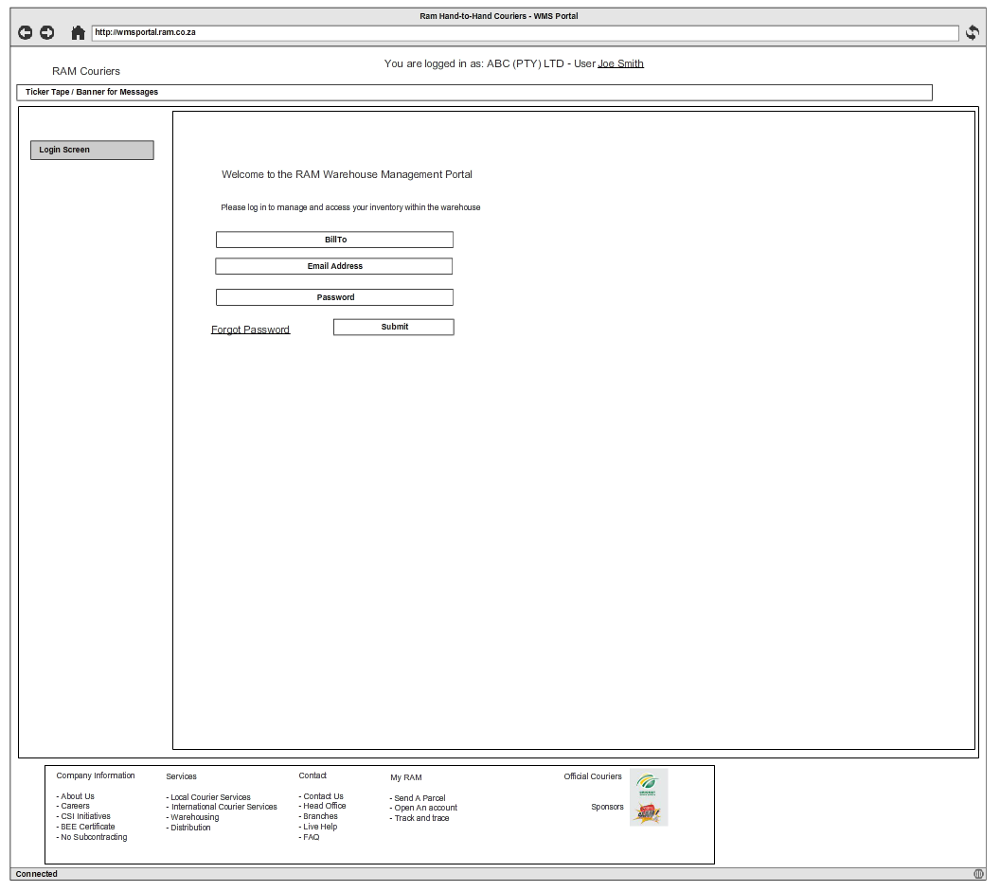 Ram Hand-to-Hand Couriers - WMS Portal
http://wmsportal.ram.co.za
You are logged in as: ABC (PTY) LTD - User Joe Smith
RAM Couriers
Ticker Tape / Banner for Messages
Login Screen
Welcome to the RAM Warehouse Management Portal
Please log in to manage and access your inventory within the warehouse
BillTo
Email Address
Password
Forgot Password
Submit
Company Information
- About Us
- Careers
- CSI Initiatives
- BEE Certificate
- No Subcontracting
Services
- Local Courier Services
- International Courier Services
- Warehousing
- Distribution
Contact
- Contact Us
- Head Office
- Branches
- Live Help
- FAQ
My RAM
- Send A Parcel
- Open An account
- Track and trace
Official Couriers
Sponsors
Connected